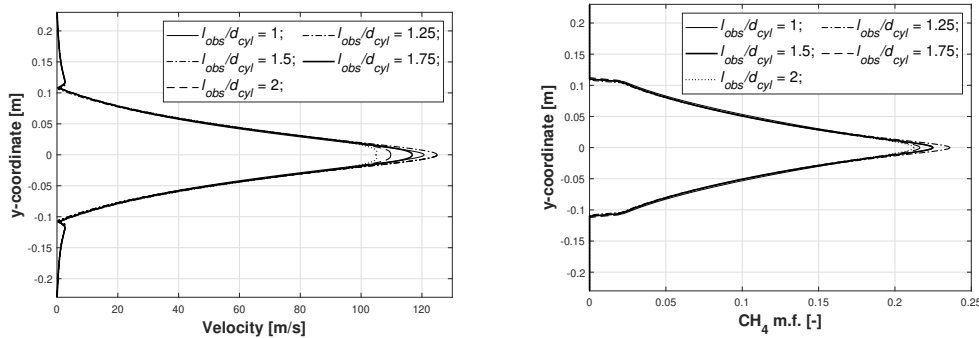 l_obs/d_cyl = 1; l_obs/d_cyl = 1.25;
l_obs/d_cyl = 1.5; l_obs/d_cyl = 1.75;
l_obs/d_cyl = 2;
0.2
0.15
0.1
0.05
0
-0.05
-0.1
-0.15
-0.2
y-coordinate [m]
0 20 40 60 80 100 120
Velocity [m/s]
l_obs/d_cyl = 1; l_obs/d_cyl = 1.25;
l_obs/d_cyl = 1.5; l_obs/d_cyl = 1.75;
l_obs/d_cyl = 2;
0.2
0.15
0.1
0.05
0
-0.05
-0.1
-0.15
-0.2
y-coordinate [m]
0 0.05 0.1 0.15 0.2 0.25
CH4 m.f. [-]